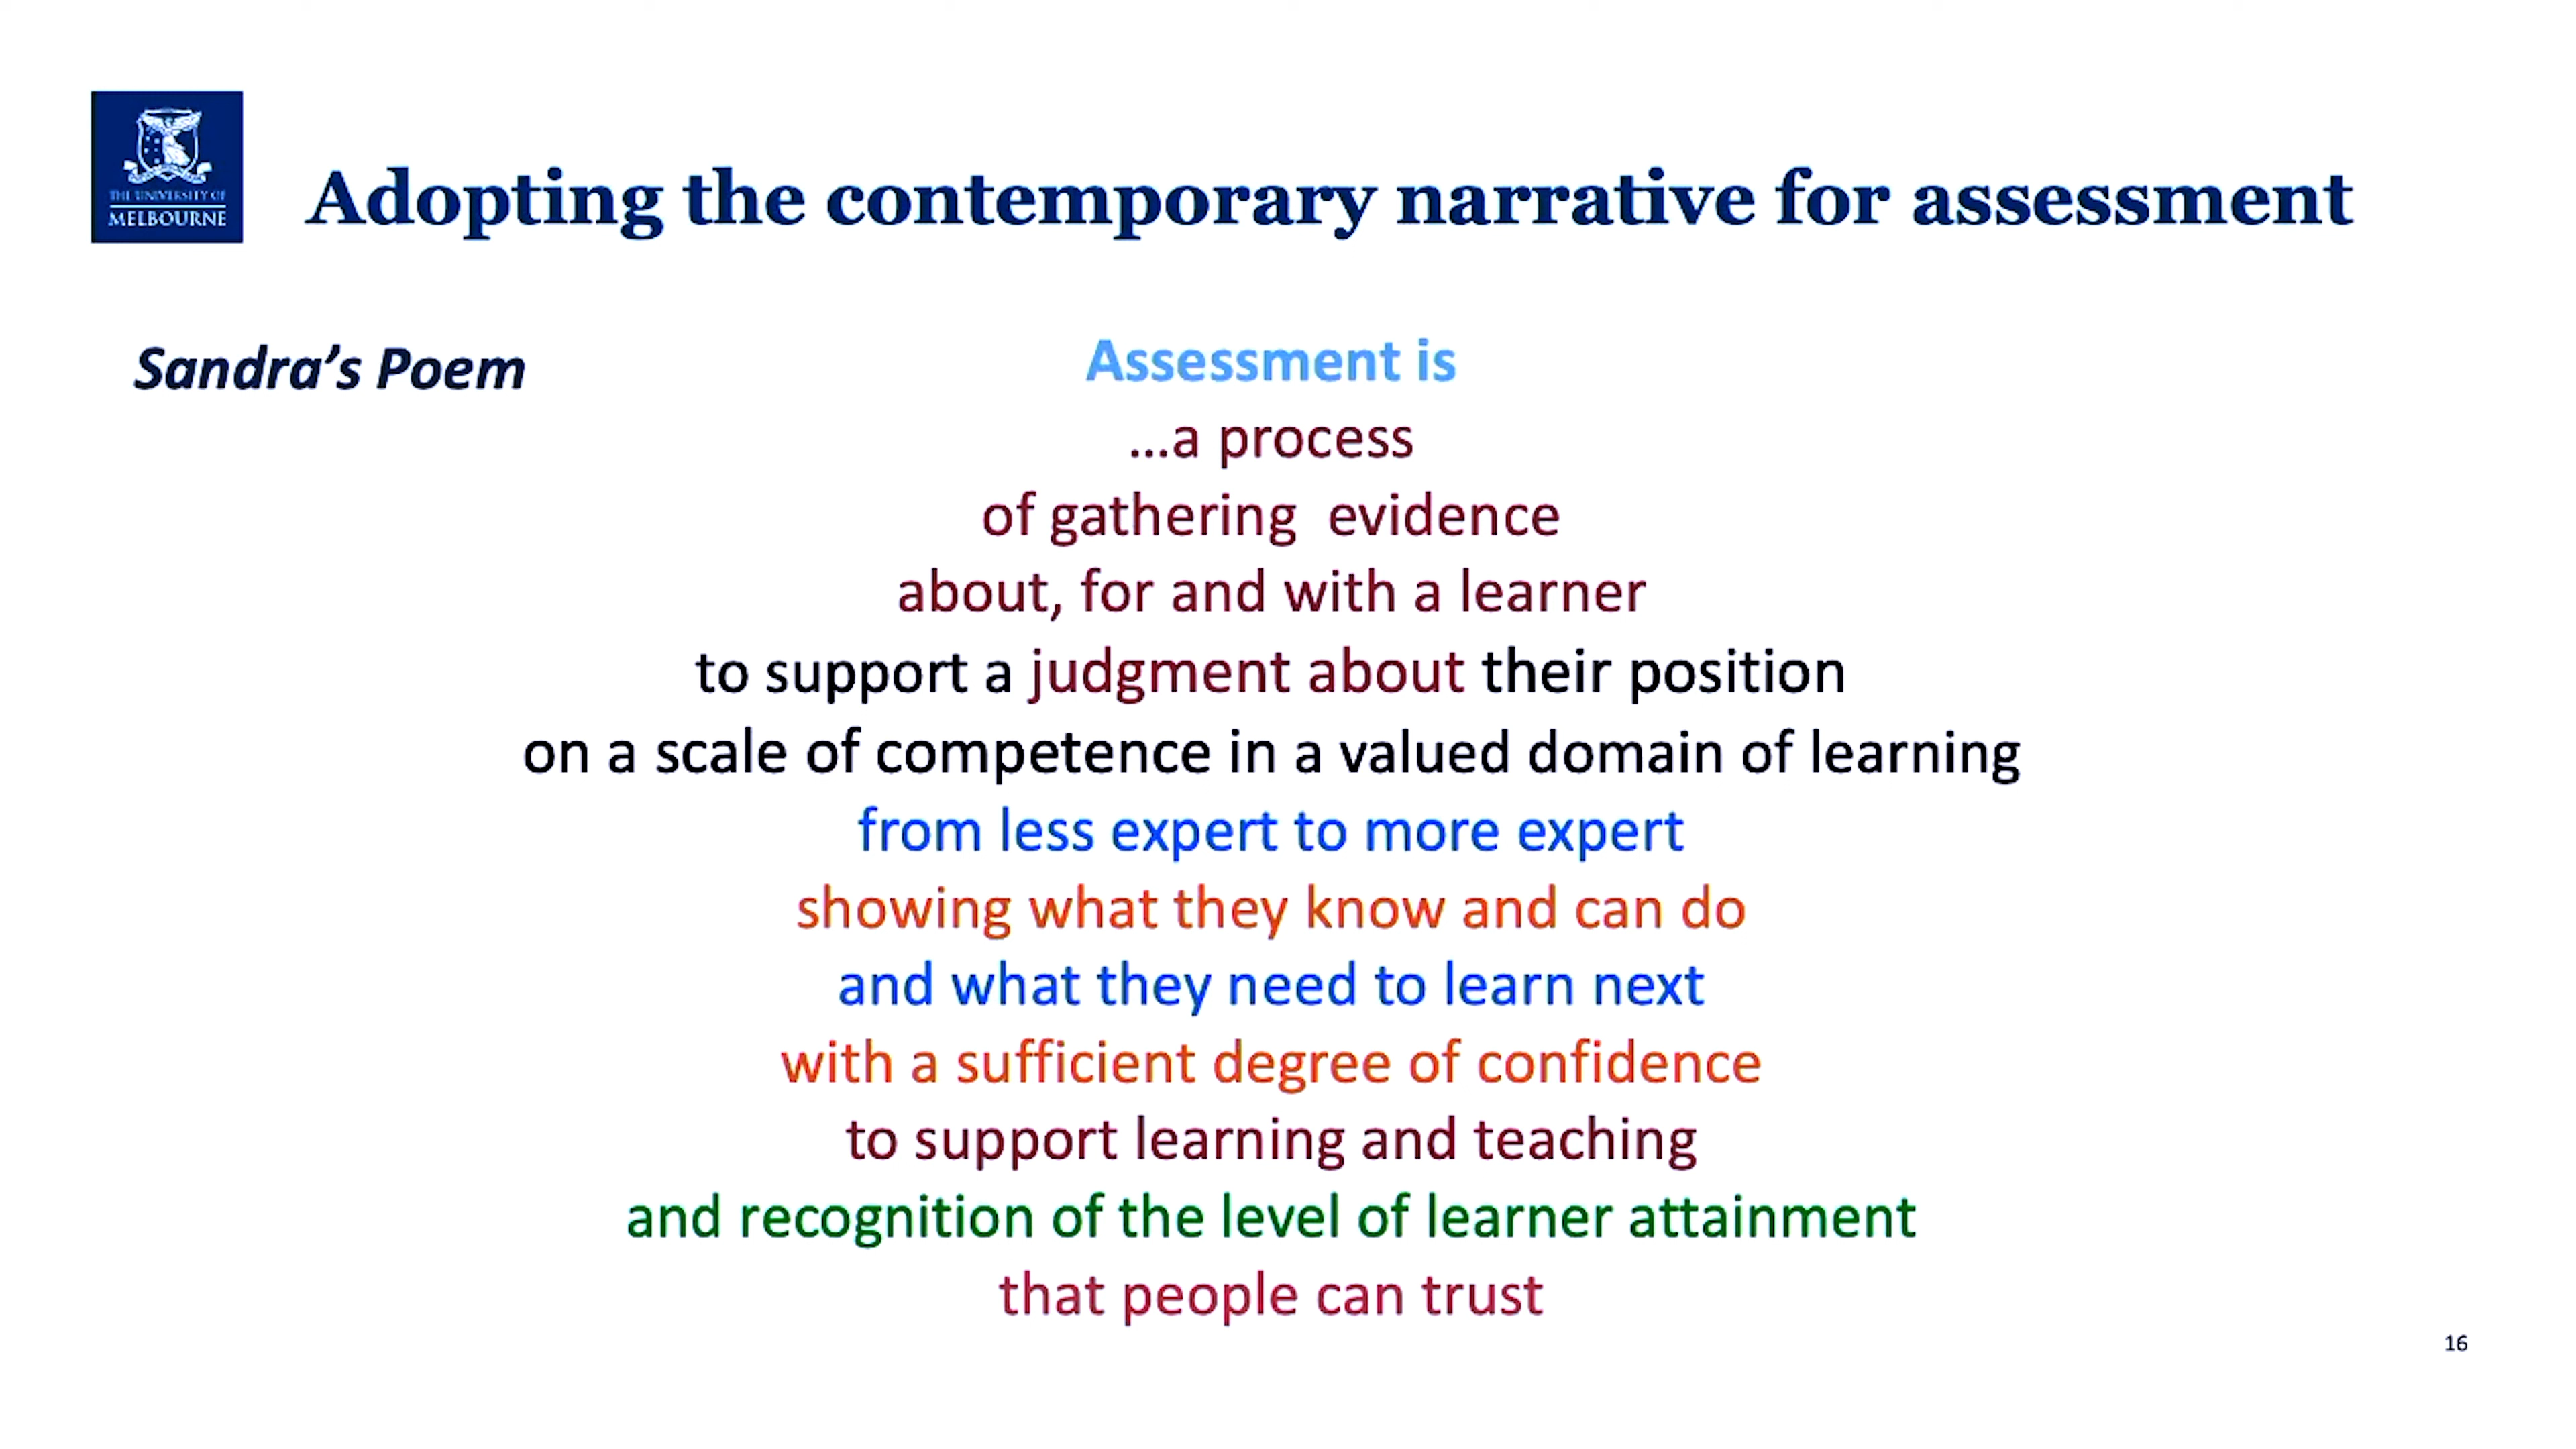 THE UNIVERSITY OF
MELBOURNE
Adopting the contemporary narrative for assessment
Sandra’s Poem
Assessment is
...a process
of gathering  evidence
about, for and with a learner
to support a judgment about their position
on a scale of competence in a valued domain of learning
from less expert to more expert
showing what they know and can do
and what they need to learn next
with a sufficient degree of confidence
to support learning and teaching
and recognition of the level of learner attainment
that people can trust
16